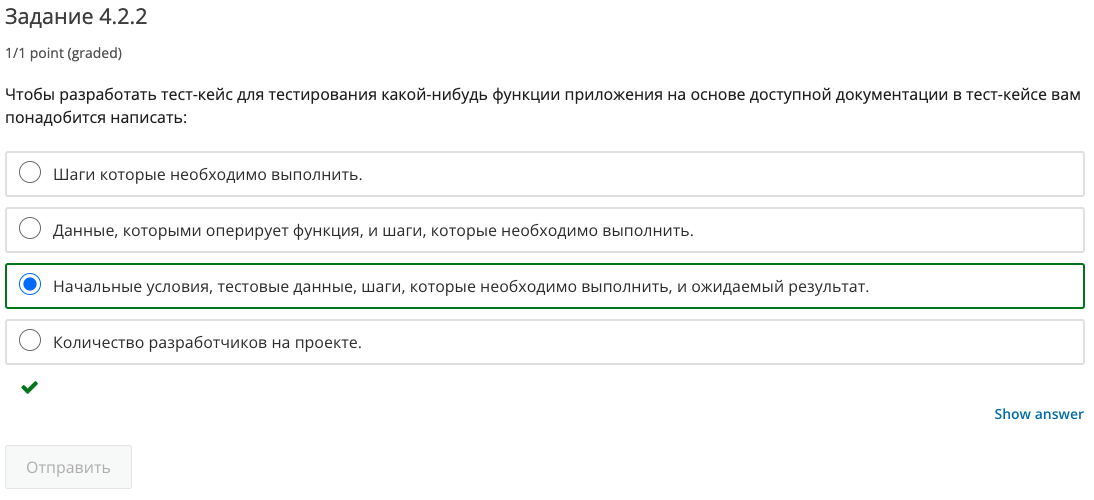 Задание 4.2.2
1/1 point (graded)
Чтобы разработать тест-кейс для тестирования какой-нибудь функции приложения на основе доступной документации в тест-кейсе вам
понадобится написать:
Шаги которые необходимо выполнить.
Данные, которыми оперирует функция, и шаги, которые необходимо выполнить.
Начальные условия, тестовые данные, шаги, которые необходимо выполнить, и ожидаемый результат.
Количество разработчиков на проекте.
Show answer
Отправить